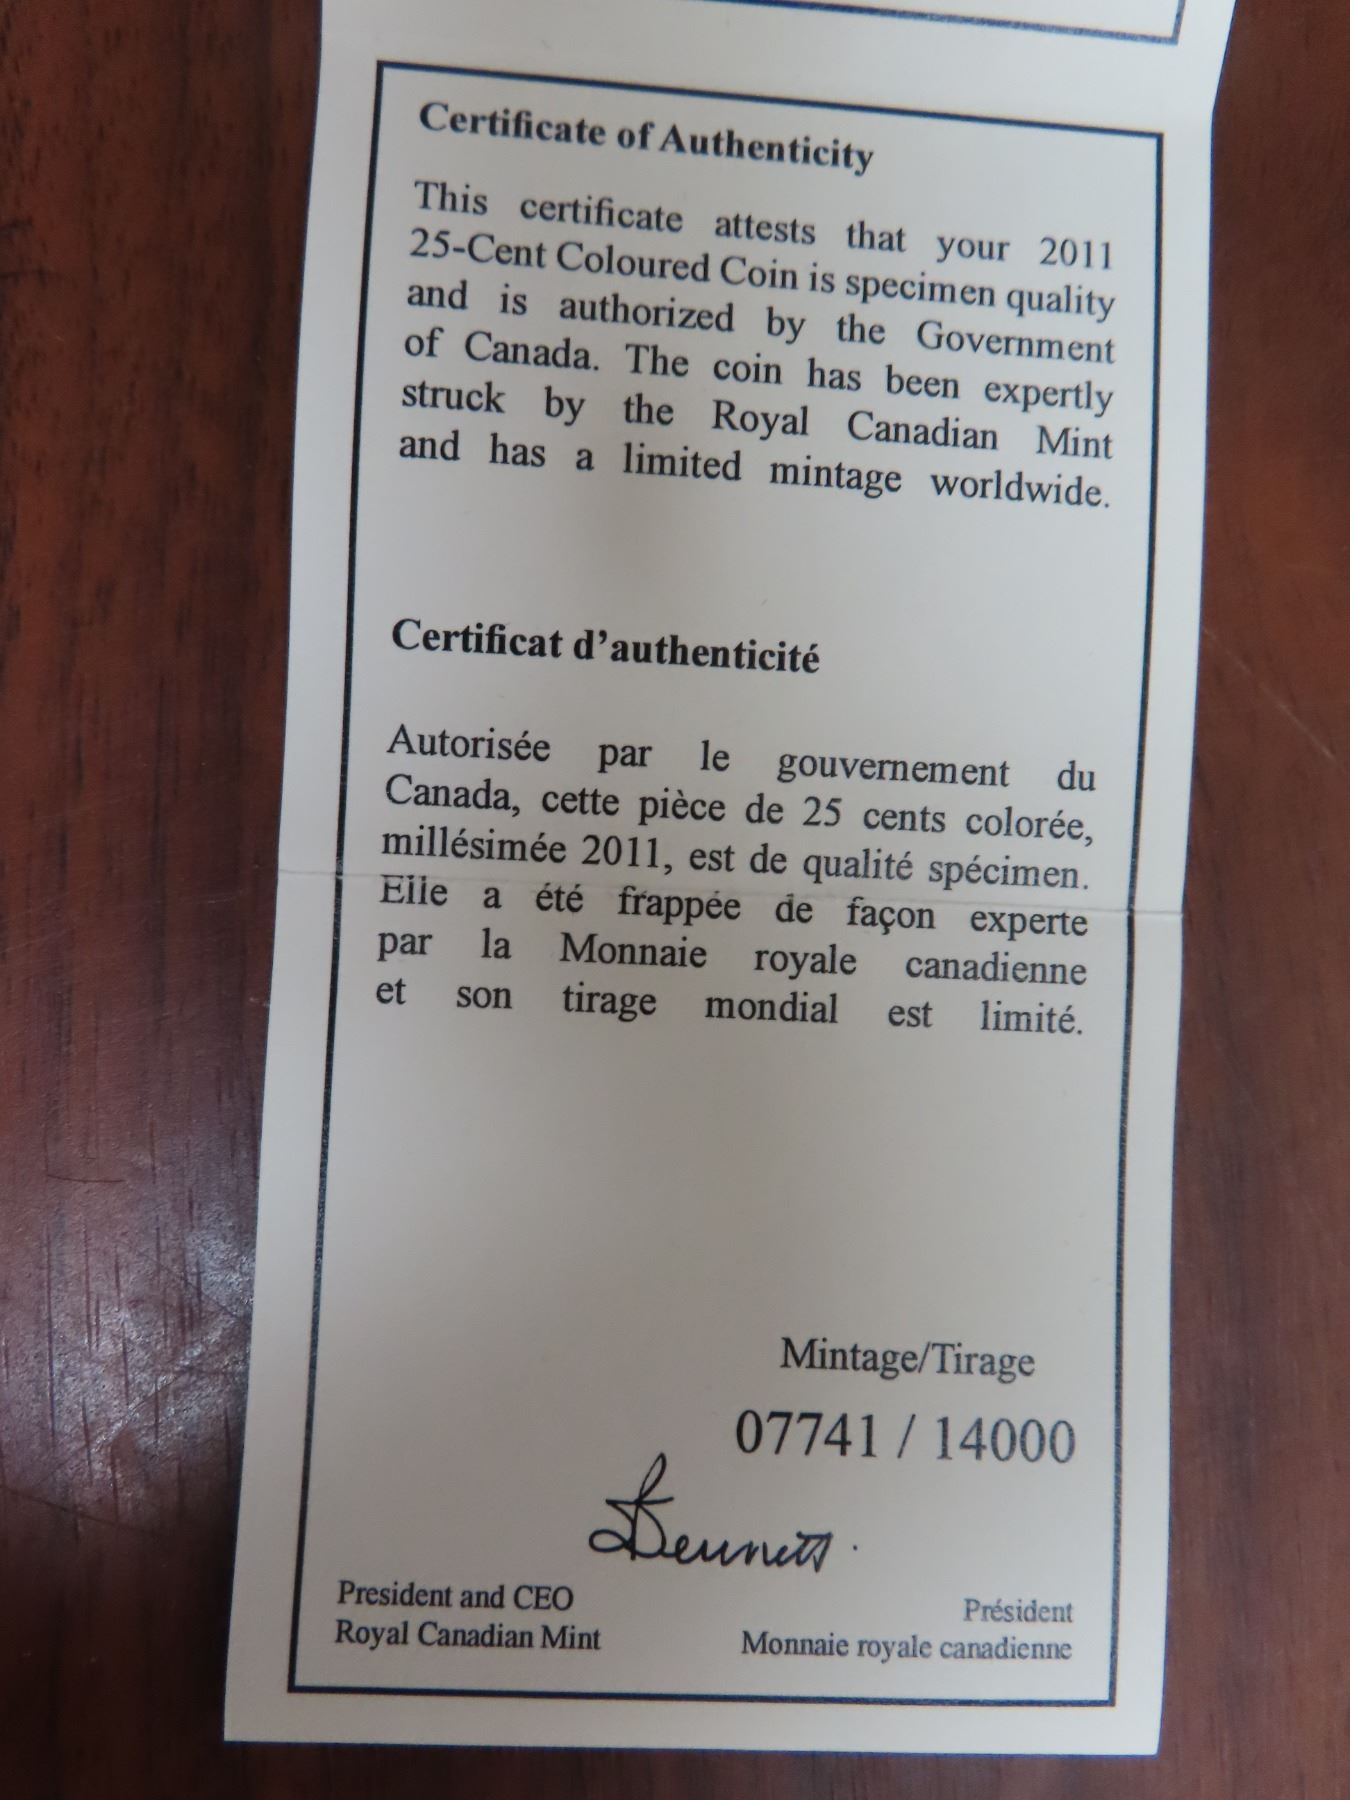 Certificate of Authenticity
This certificate attests that your 2011
25-Cent Coloured Coin is specimen quality
and is authorized by the Government
of Canada. The coin has been expertly
struck by the Royal Canadian Mint
and has a limited mintage worldwide.
Certificat d'authenticité
Autorisée par le gouvernement du
Canada, cette pièce de 25 cents colorée,
millésimée 2011, est de qualité spécimen.
Elle a été frappée de façon experte
par la Monnaie royale canadienne
et son tirage mondial est limité.
Mintage/Tirage
07741 / 14000
Bennett
President and CEO
Royal Canadian Mint
Président
Monnaie royale canadienne